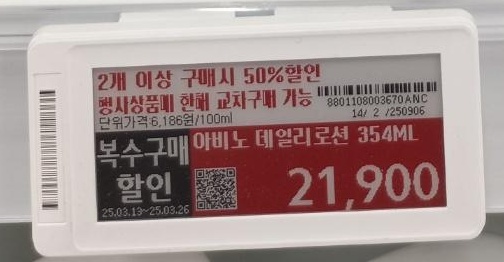 2개 이상 구매시 50%할인
행사상품에 한해 교차구매 가능
8801108003670ANC
단위가격:6,186원/100ml
14/ 2 /250906
복수구매
할인
25.03.13~25.03.26
아비노 데일리로션 354ML
21,900